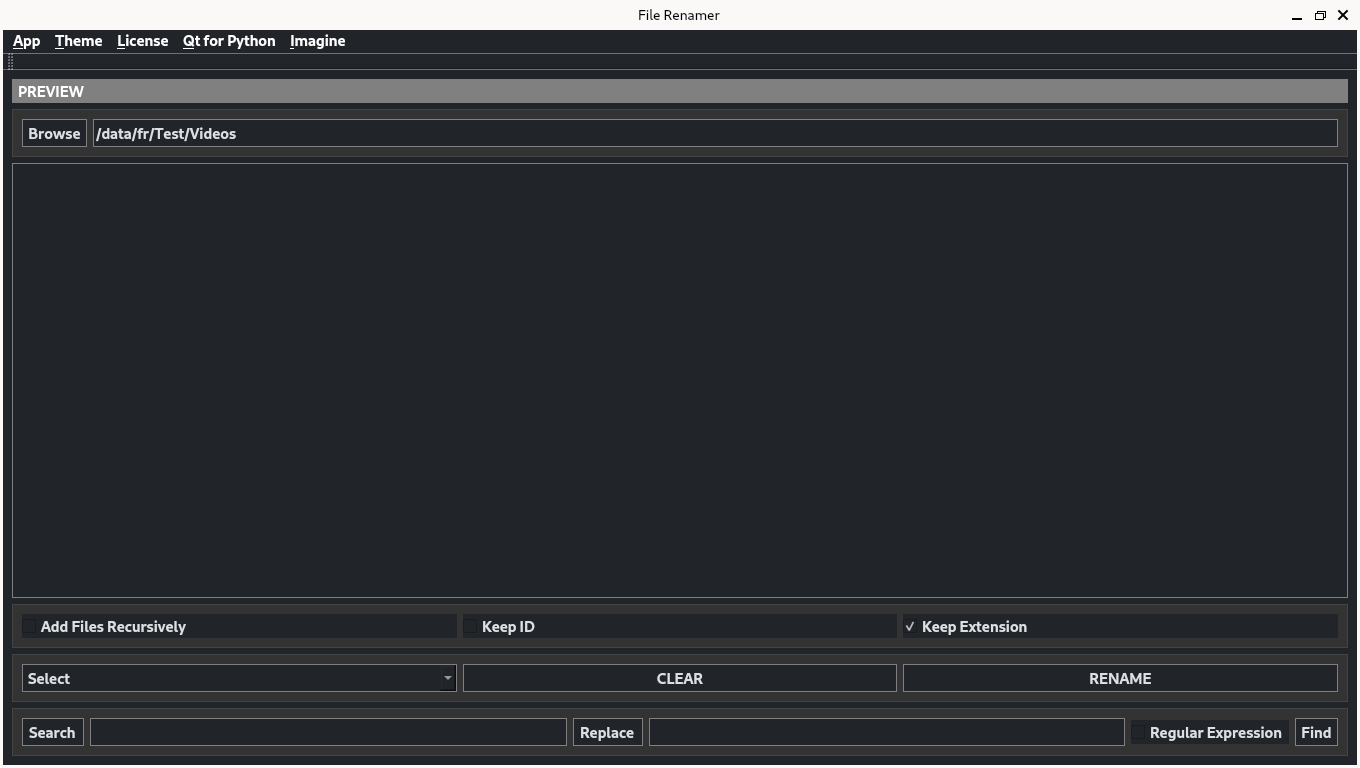 File Renamer
App Theme License Qt for Python Imagine
PREVIEW
Browse /data/fr/Test/Videos
Add Files Recursively Keep ID Keep Extension
Select CLEAR RENAME
Search Replace Regular Expression Find